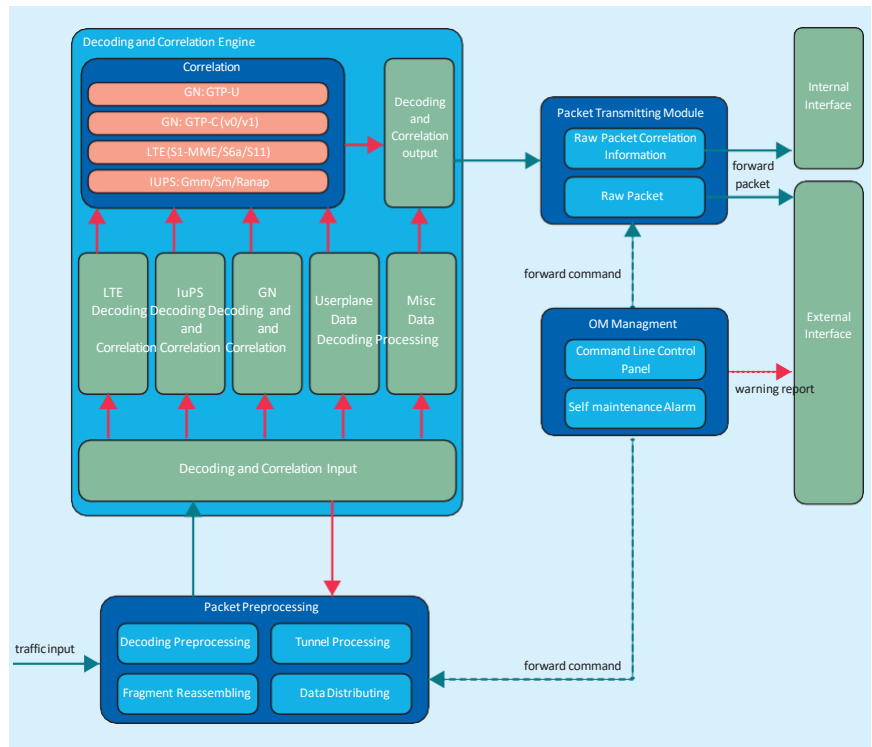 Decoding and Correlation Engine
Correlation
GN: GTP-U
GN: GTP-C (v0/v1)
LTE(S1-MME/S6a/S11)
IUPS: Gmm/Sm/Ranap
Decoding
and
Correlation
output
Packet Transmitting Module
Raw Packet Correlation
Information
Raw Packet
Internal
Interface
forward
packet
LTE
Decoding
and
Correlation
IuPS
Decoding
and
Correlation
GN
Decoding
and
Correlation
Userplane
Data
Decoding
Misc
Data
Processing
forward command
OM Managment
Command Line Control
Panel
Self maintenance Alarm
External
Interface
warning report
Decoding and Correlation Input
Packet Preprocessing
Decoding Preprocessing
Tunnel Processing
Fragment Reassembling
Data Distributing
traffic input
forward command